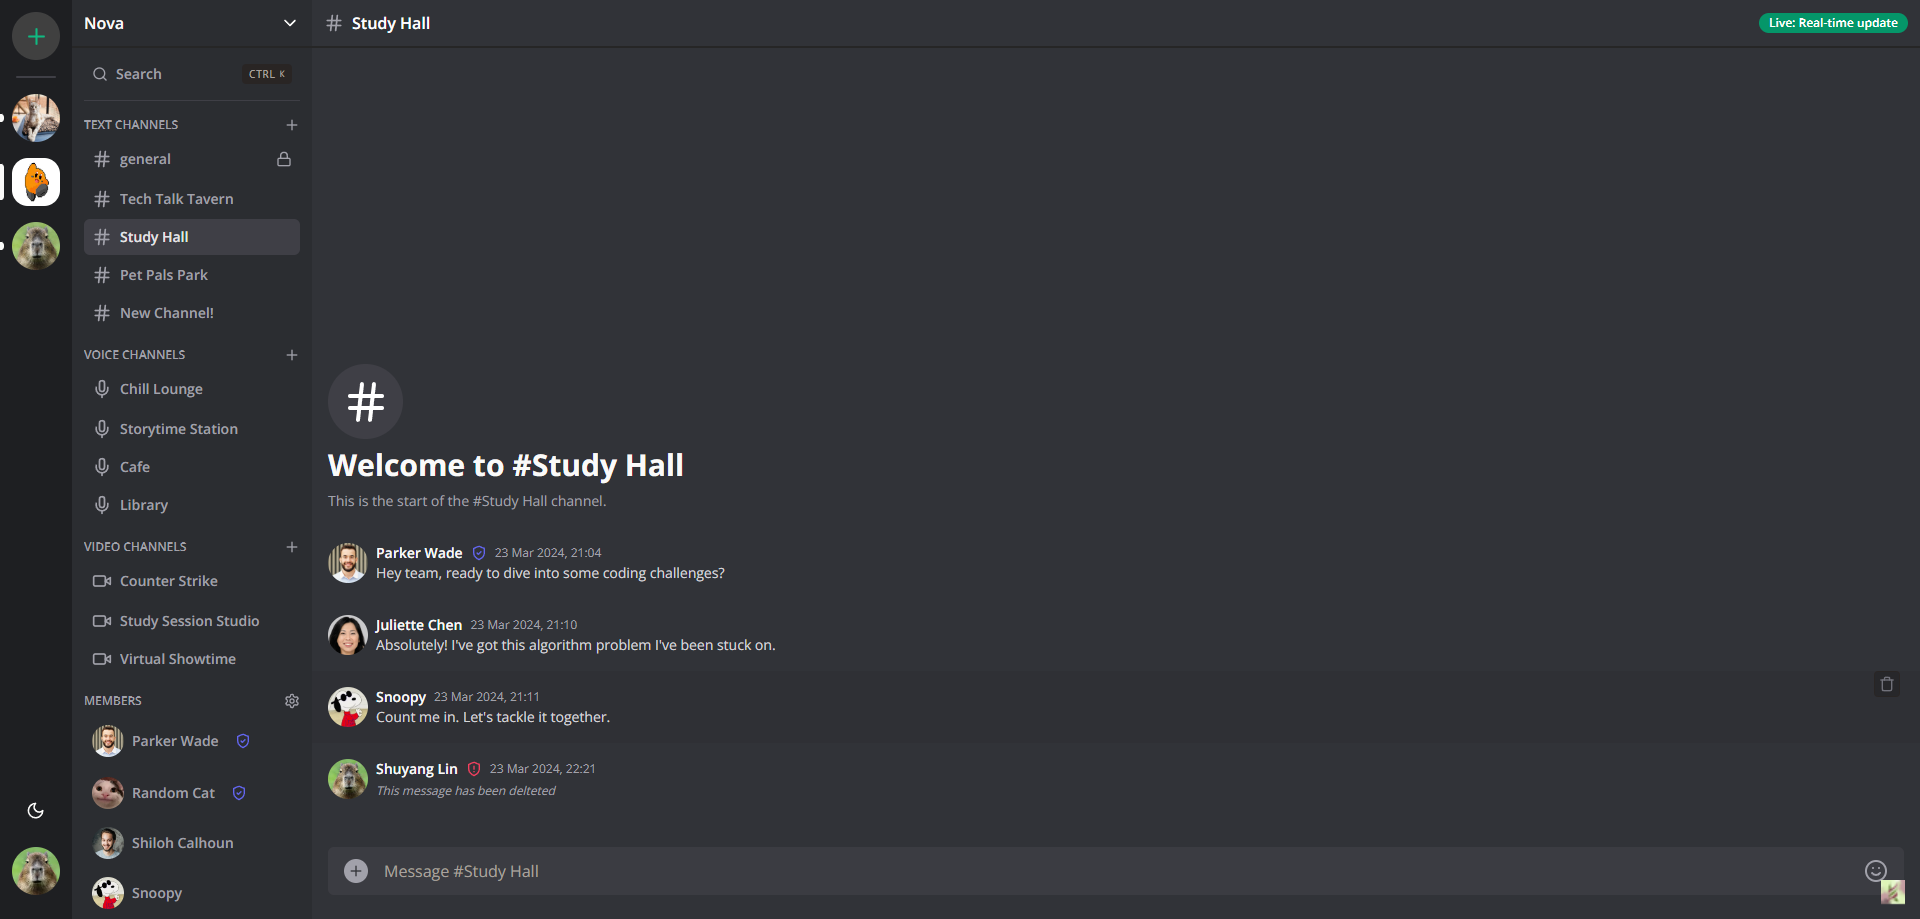 Nova
Search
CTRL K
TEXT CHANNELS
general
Tech Talk Tavern
Study Hall
Pet Pals Park
New Channel!
VOICE CHANNELS
Chill Lounge
Storytime Station
Cafe
Library
VIDEO CHANNELS
Counter Strike
Study Session Studio
Virtual Showtime
MEMBERS
Parker Wade
Random Cat
Shiloh Calhoun
Snoopy
# Study Hall
Live: Real-time update
#
Welcome to #Study Hall
This is the start of the #Study Hall channel.
Parker Wade 23 Mar 2024, 21:04
Hey team, ready to dive into some coding challenges?
Juliette Chen 23 Mar 2024, 21:10
Absolutely! I've got this algorithm problem I've been stuck on.
Snoopy 23 Mar 2024, 21:11
Count me in. Let's tackle it together.
Shuyang Lin 23 Mar 2024, 22:21
This message has been delteted
Message #Study Hall